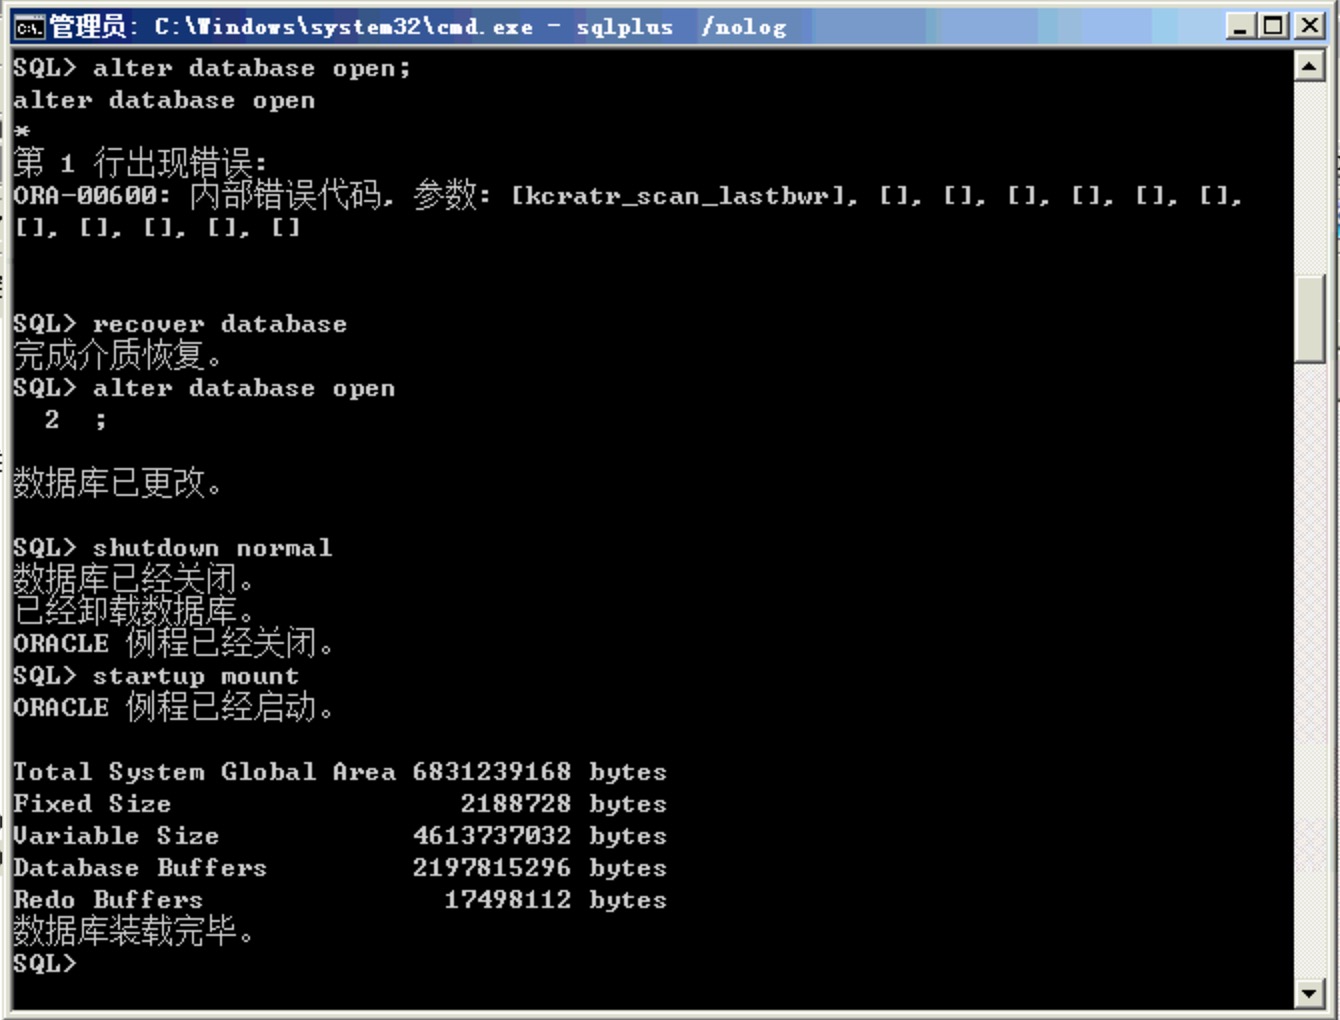 管理员: C:\Windows\system32\cmd.exe - sqlplus  /nolog
SQL> alter database open;
alter database open
*
第 1 行出现错误:
ORA-00600: 内部错误代码, 参数: [kcratr_scan_lastbwr], [], [], [], [], [], [],
[], [], [], [], []
SQL> recover database
完成介质恢复。
SQL> alter database open
  2  ;
数据库已更改。
SQL> shutdown normal
数据库已经关闭。
已经卸载数据库。
ORACLE 例程已经关闭。
SQL> startup mount
ORACLE 例程已经启动。
Total System Global Area 6831239168 bytes
Fixed Size                  2188728 bytes
Variable Size            4613737032 bytes
Database Buffers         2197815296 bytes
Redo Buffers               17498112 bytes
数据库装载完毕。
SQL>